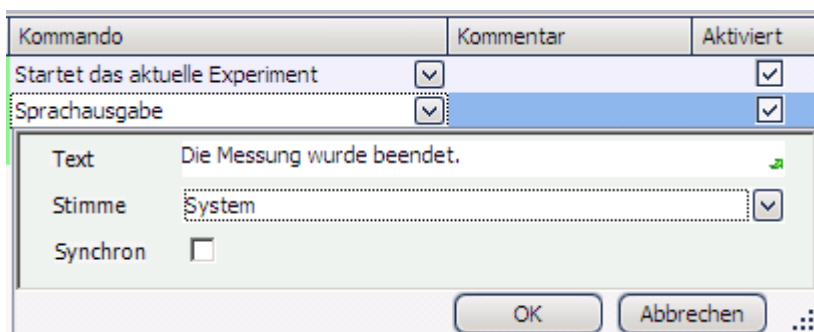 Kommando Kommentar Aktiviert
Startet das aktuelle Experiment
Sprachausgabe
Text Die Messung wurde beendet.
Stimme System
Synchron
OK Abbrechen